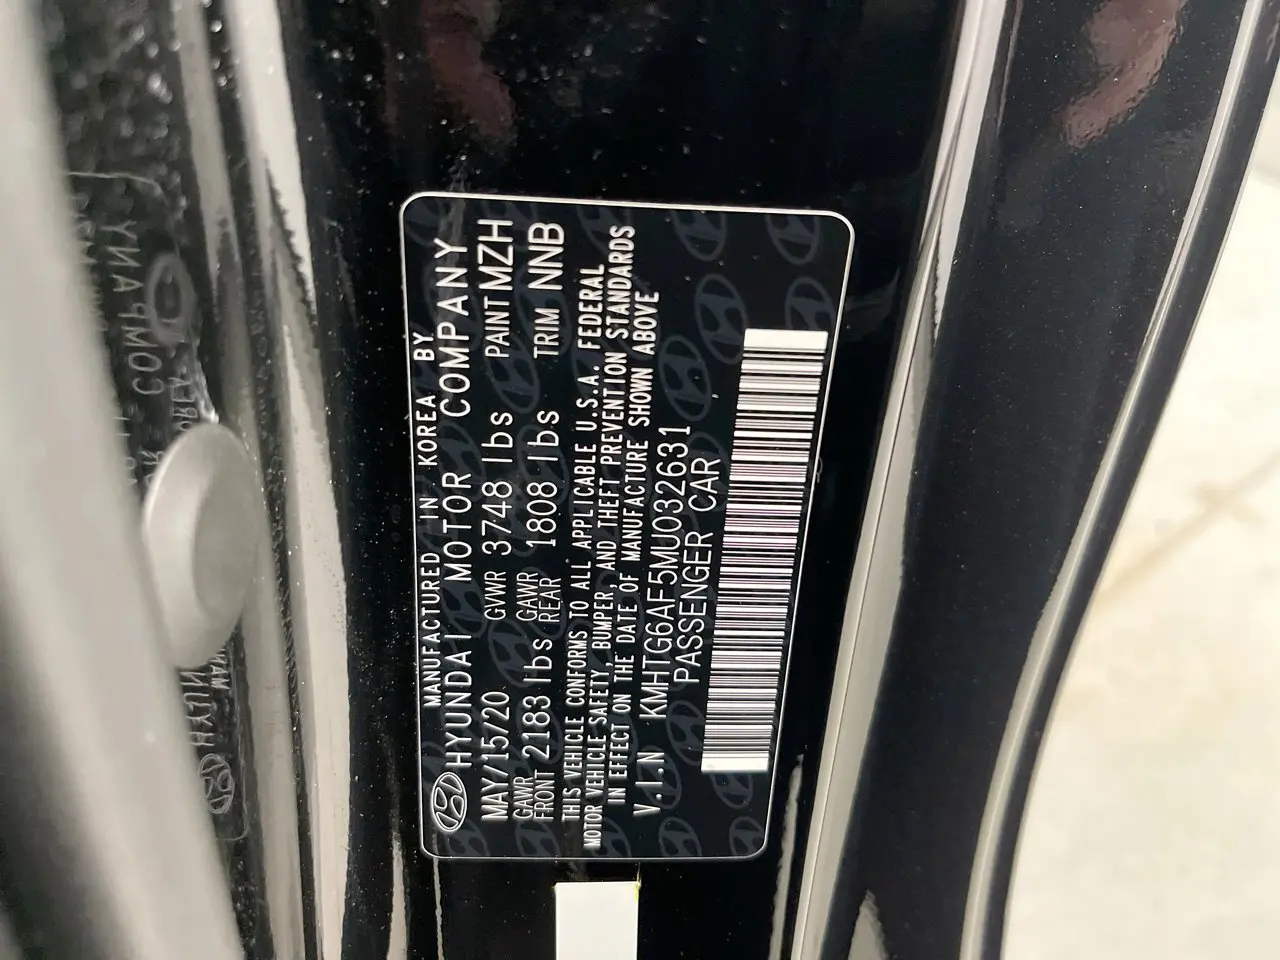 MANUFACTURED IN KOREA BY
HYUNDAI MOTOR COMPANY
MAY/15/20 GVWR 3748 lbs PAINT MZH
GAWR FRONT 2183 lbs GAWR REAR 1808 lbs TRIM NNB
THIS VEHICLE CONFORMS TO ALL APPLICABLE U.S.A. FEDERAL
MOTOR VEHICLE SAFETY, BUMPER, AND THEFT PREVENTION STANDARDS
IN EFFECT ON THE DATE OF MANUFACTURE SHOWN ABOVE
V.I.N KMHTG6AF5MU032631
PASSENGER CAR